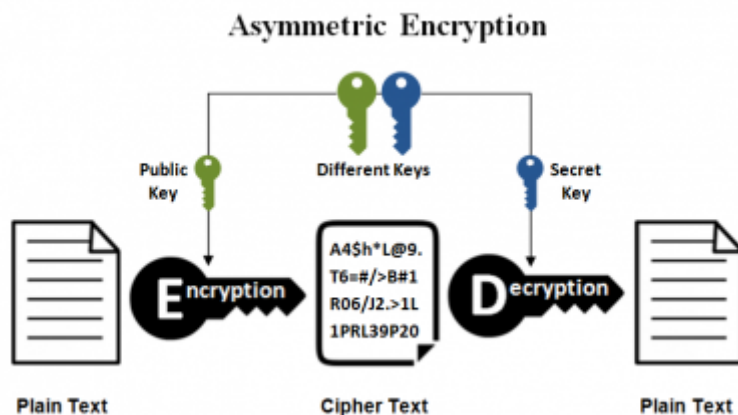 Asymmetric Encryption
Public
Key
Different Keys
Secret
Key
Encryption
A4$h*L@9.
T6=#/>B#1
R06/J2.>1L
1PRL39P20
Decryption
Plain Text
Cipher Text
Plain Text